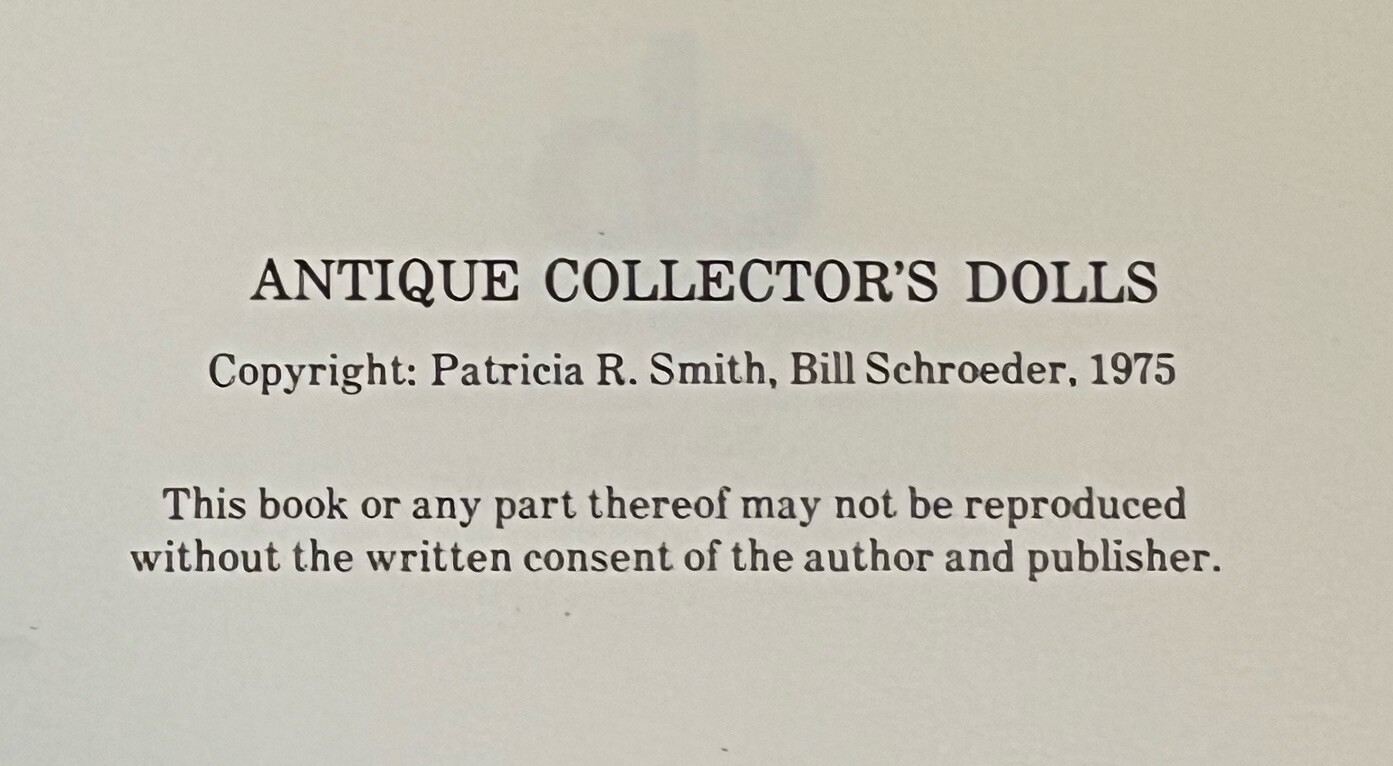 ANTIQUE COLLECTOR'S DOLLS
Copyright: Patricia R. Smith, Bill Schroeder, 1975
This book or any part thereof may not be reproduced
without the written consent of the author and publisher.